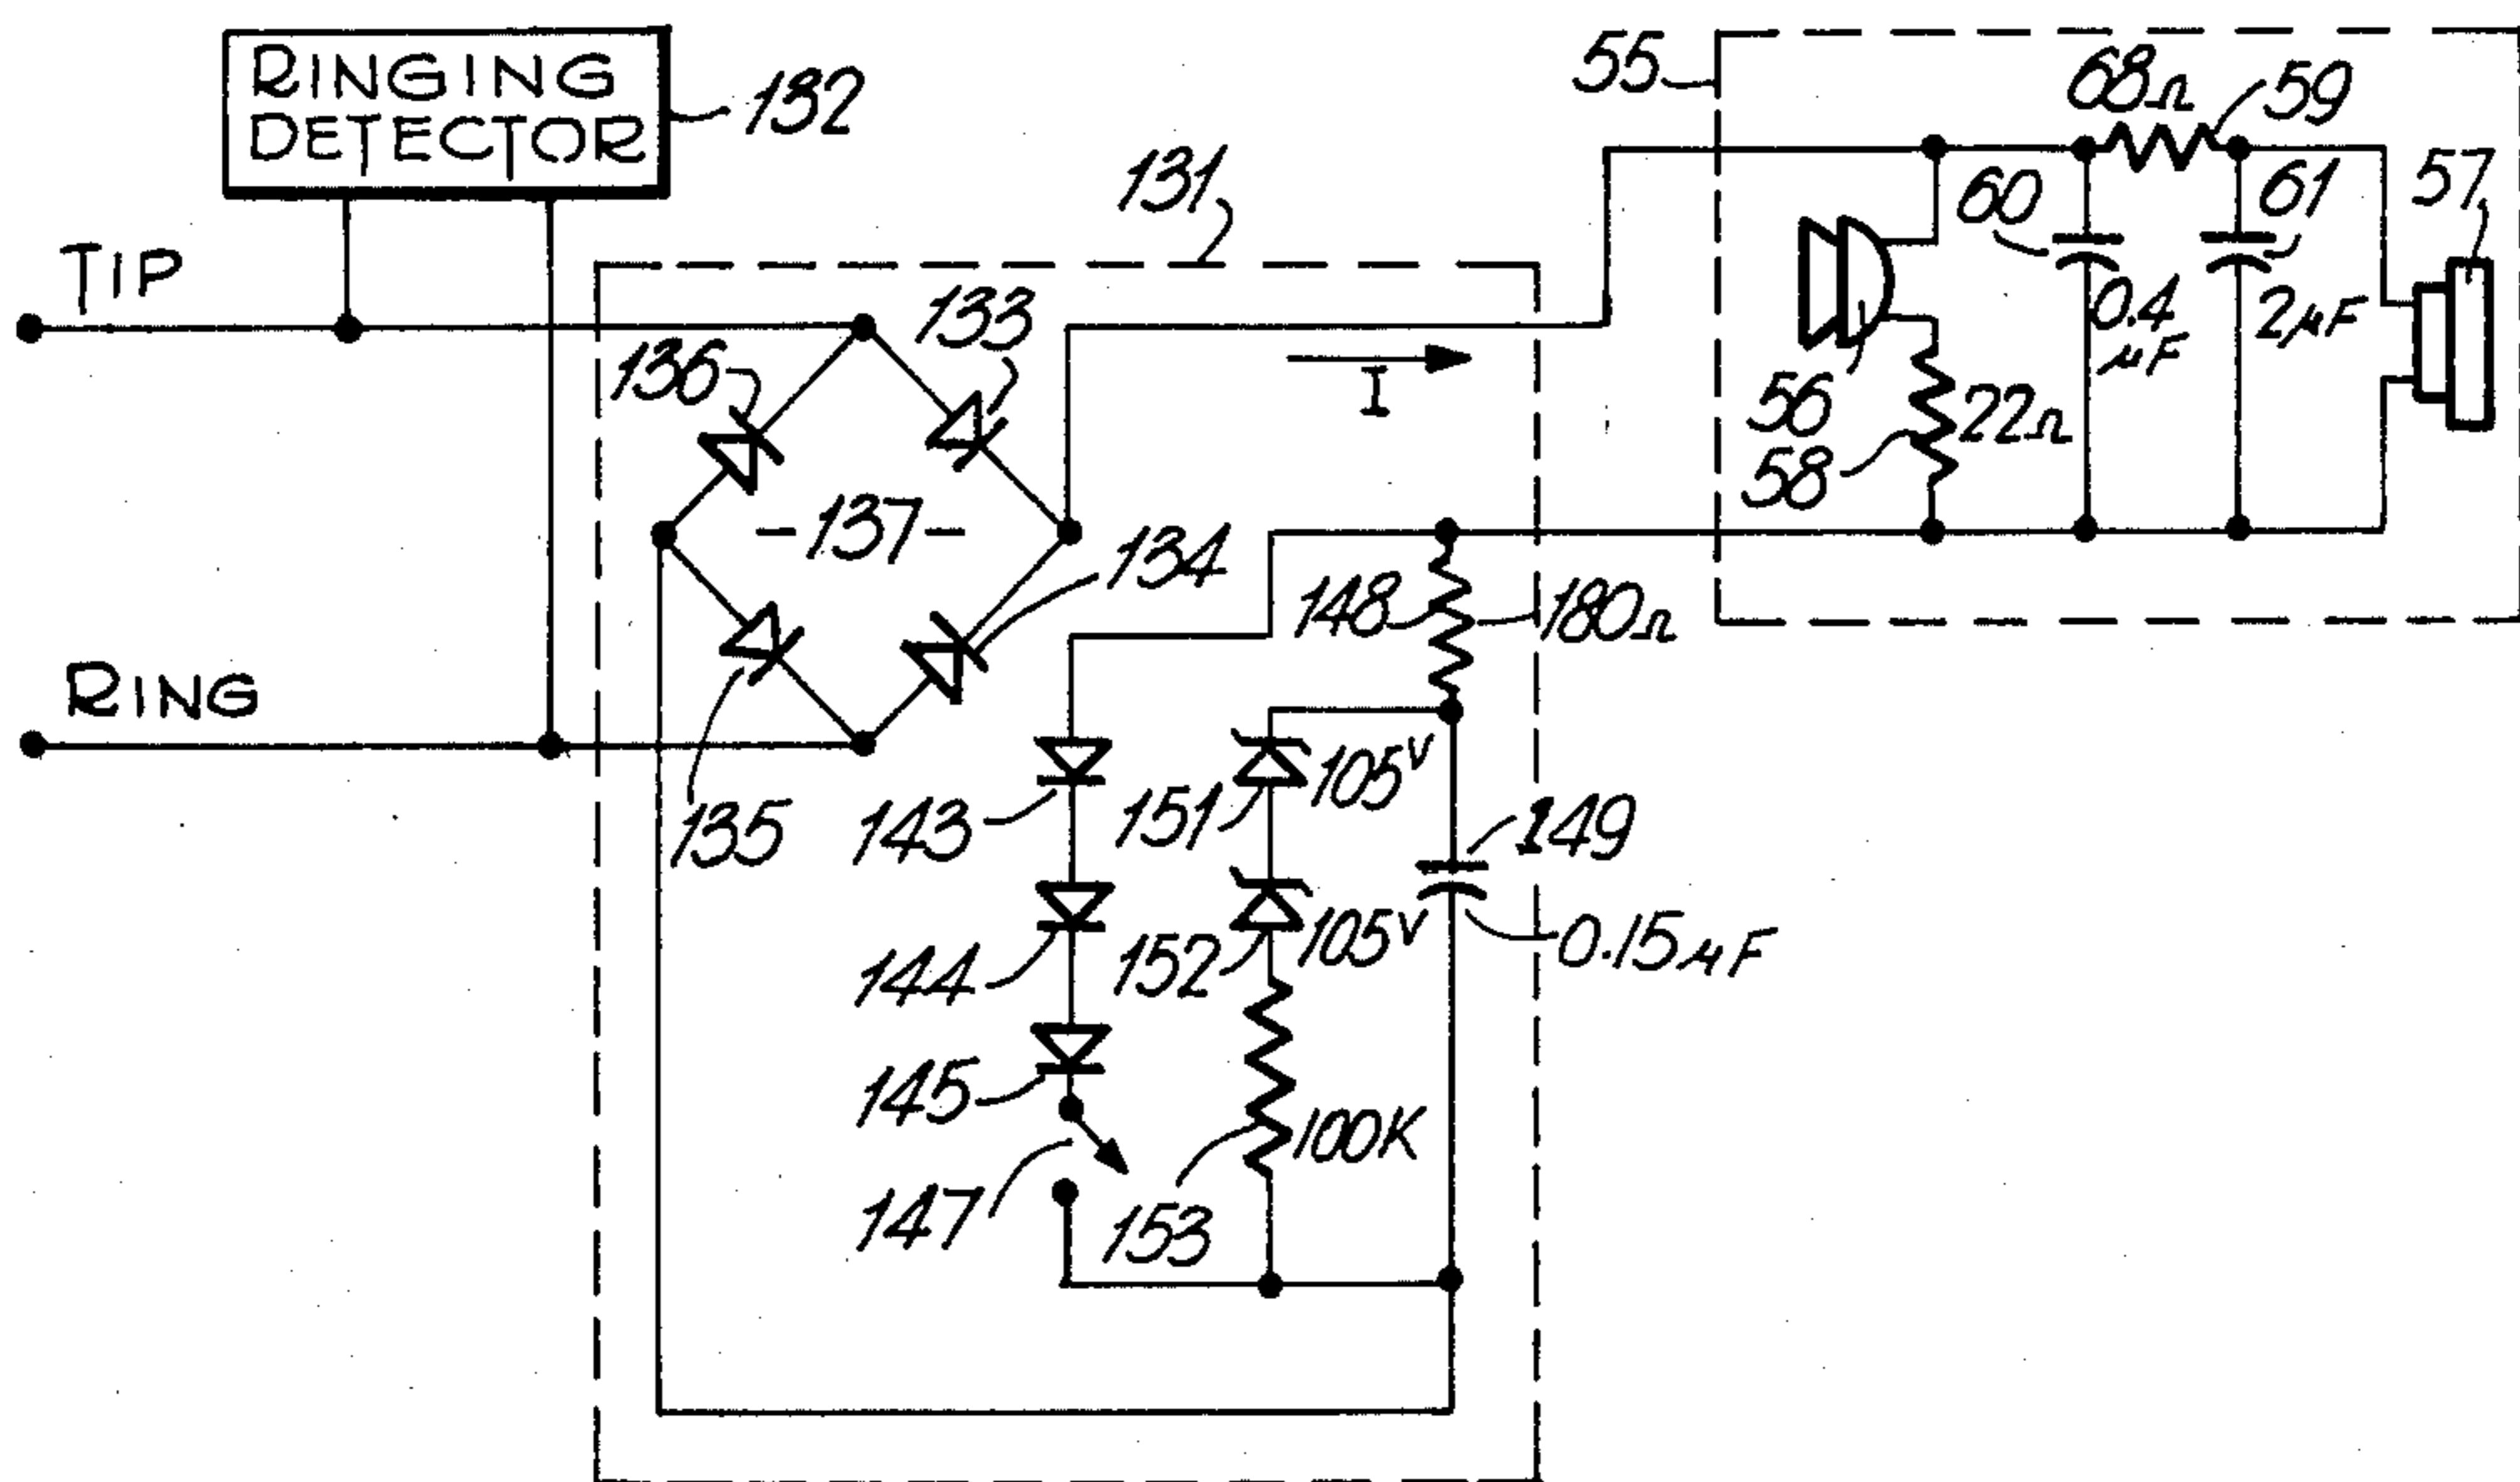 RINGING
DETECTOR
132
55
68Ω
59
131
60
61
57
TIP
133
0.4
µF
2µF
136
I
56
22Ω
58
-137-
134
148
180Ω
RING
135
143
151
105V
149
144
152
105V
0.15µF
145
100K
147
153